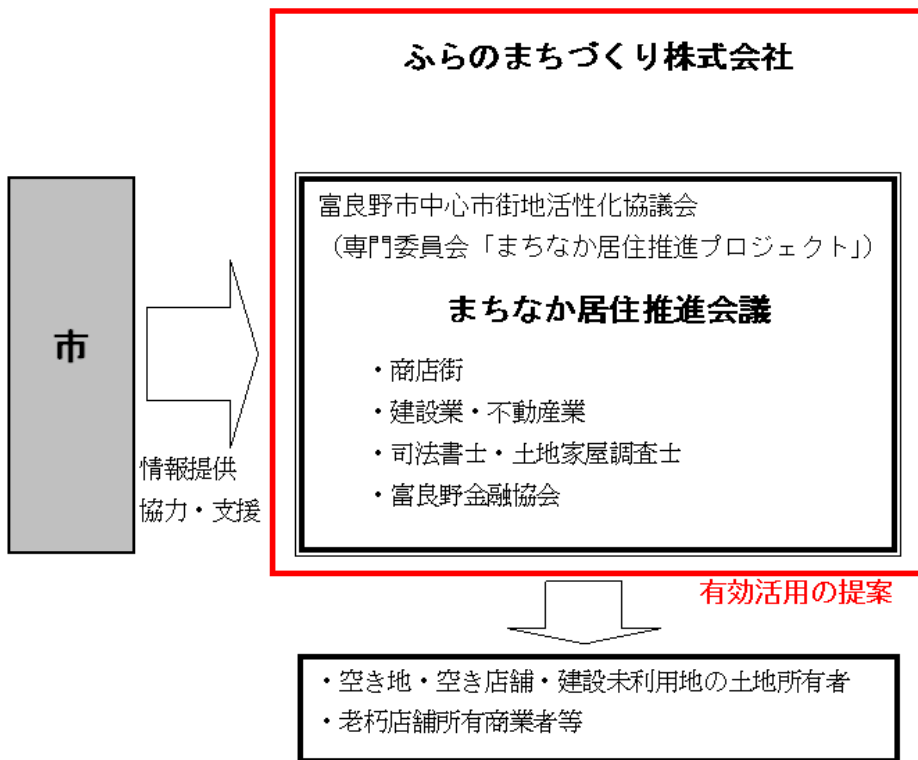 ふらのまちづくり株式会社
富良野市中心市街地活性化協議会
（専門委員会「まちなか居住推進プロジェクト」）
まちなか居住推進会議
・商店街
・建設業・不動産業
・司法書士・土地家屋調査士
・富良野金融協会
市
情報提供
協力・支援
有効活用の提案
・空き地・空き店舗・建設未利用地の土地所有者
・老朽店舗所有商業者等